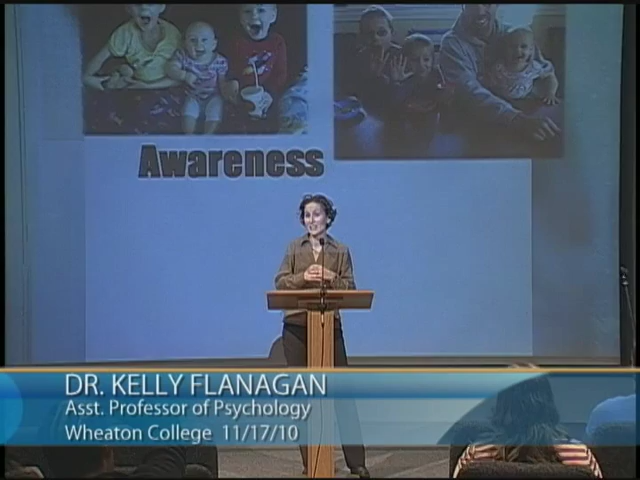 Awareness
DR. KELLY FLANAGAN
Asst. Professor of Psychology
Wheaton College 11/17/10